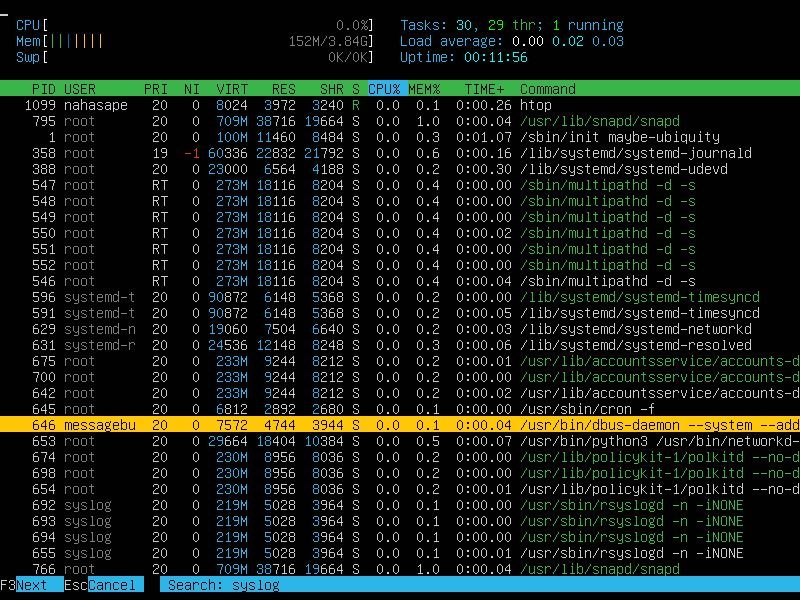 CPU[ 0.0%] Tasks: 30, 29 thr; 1 running
Mem[||||||| 152M/3.84G] Load average: 0.00 0.02 0.03
Swp[ 0K/0K] Uptime: 00:11:56
PID USER PRI NI VIRT RES SHR S CPU% MEM% TIME+ Command
1099 nahasape 20 0 8024 3972 3240 R 0.0 0.1 0:00.26 htop
795 root 20 0 709M 38716 19664 S 0.0 1.0 0:00.04 /usr/lib/snapd/snapd
1 root 20 0 100M 11460 8484 S 0.0 0.3 0:01.07 /sbin/init maybe-ubiquity
358 root 19 -1 60336 22832 21792 S 0.0 0.6 0:00.16 /lib/systemd/systemd-journald
388 root 20 0 23000 6564 4188 S 0.0 0.2 0:00.30 /lib/systemd/systemd-udevd
547 root RT 0 273M 18116 8204 S 0.0 0.4 0:00.00 /sbin/multipathd -d -s
548 root RT 0 273M 18116 8204 S 0.0 0.4 0:00.00 /sbin/multipathd -d -s
549 root RT 0 273M 18116 8204 S 0.0 0.4 0:00.00 /sbin/multipathd -d -s
550 root RT 0 273M 18116 8204 S 0.0 0.4 0:00.02 /sbin/multipathd -d -s
551 root RT 0 273M 18116 8204 S 0.0 0.4 0:00.00 /sbin/multipathd -d -s
552 root RT 0 273M 18116 8204 S 0.0 0.4 0:00.00 /sbin/multipathd -d -s
546 root RT 0 273M 18116 8204 S 0.0 0.4 0:00.04 /sbin/multipathd -d -s
596 systemd-t 20 0 90872 6148 5368 S 0.0 0.2 0:00.00 /lib/systemd/systemd-timesyncd
591 systemd-t 20 0 90872 6148 5368 S 0.0 0.2 0:00.05 /lib/systemd/systemd-timesyncd
629 systemd-n 20 0 19060 7504 6640 S 0.0 0.2 0:00.03 /lib/systemd/systemd-networkd
631 systemd-r 20 0 24536 12148 8248 S 0.0 0.3 0:00.06 /lib/systemd/systemd-resolved
675 root 20 0 233M 9244 8212 S 0.0 0.2 0:00.01 /usr/lib/accountsservice/accounts-d
700 root 20 0 233M 9244 8212 S 0.0 0.2 0:00.00 /usr/lib/accountsservice/accounts-d
642 root 20 0 233M 9244 8212 S 0.0 0.2 0:00.02 /usr/lib/accountsservice/accounts-d
645 root 20 0 6812 2892 2680 S 0.0 0.1 0:00.00 /usr/sbin/cron -f
646 messagebu 20 0 7572 4744 3944 S 0.0 0.1 0:00.04 /usr/bin/dbus-daemon --system --add
653 root 20 0 29664 18404 10384 S 0.0 0.5 0:00.07 /usr/bin/python3 /usr/bin/networkd-
674 root 20 0 230M 8956 8036 S 0.0 0.2 0:00.00 /usr/lib/policykit-1/polkitd --no-d
698 root 20 0 230M 8956 8036 S 0.0 0.2 0:00.00 /usr/lib/policykit-1/polkitd --no-d
654 root 20 0 230M 8956 8036 S 0.0 0.2 0:00.01 /usr/lib/policykit-1/polkitd --no-d
692 syslog 20 0 219M 5028 3964 S 0.0 0.1 0:00.00 /usr/sbin/rsyslogd -n -iNONE
693 syslog 20 0 219M 5028 3964 S 0.0 0.1 0:00.00 /usr/sbin/rsyslogd -n -iNONE
694 syslog 20 0 219M 5028 3964 S 0.0 0.1 0:00.00 /usr/sbin/rsyslogd -n -iNONE
655 syslog 20 0 219M 5028 3964 S 0.0 0.1 0:00.01 /usr/sbin/rsyslogd -n -iNONE
766 root 20 0 709M 38716 19664 S 0.0 1.0 0:00.04 /usr/lib/snapd/snapd
F3Next EscCancel Search: syslog